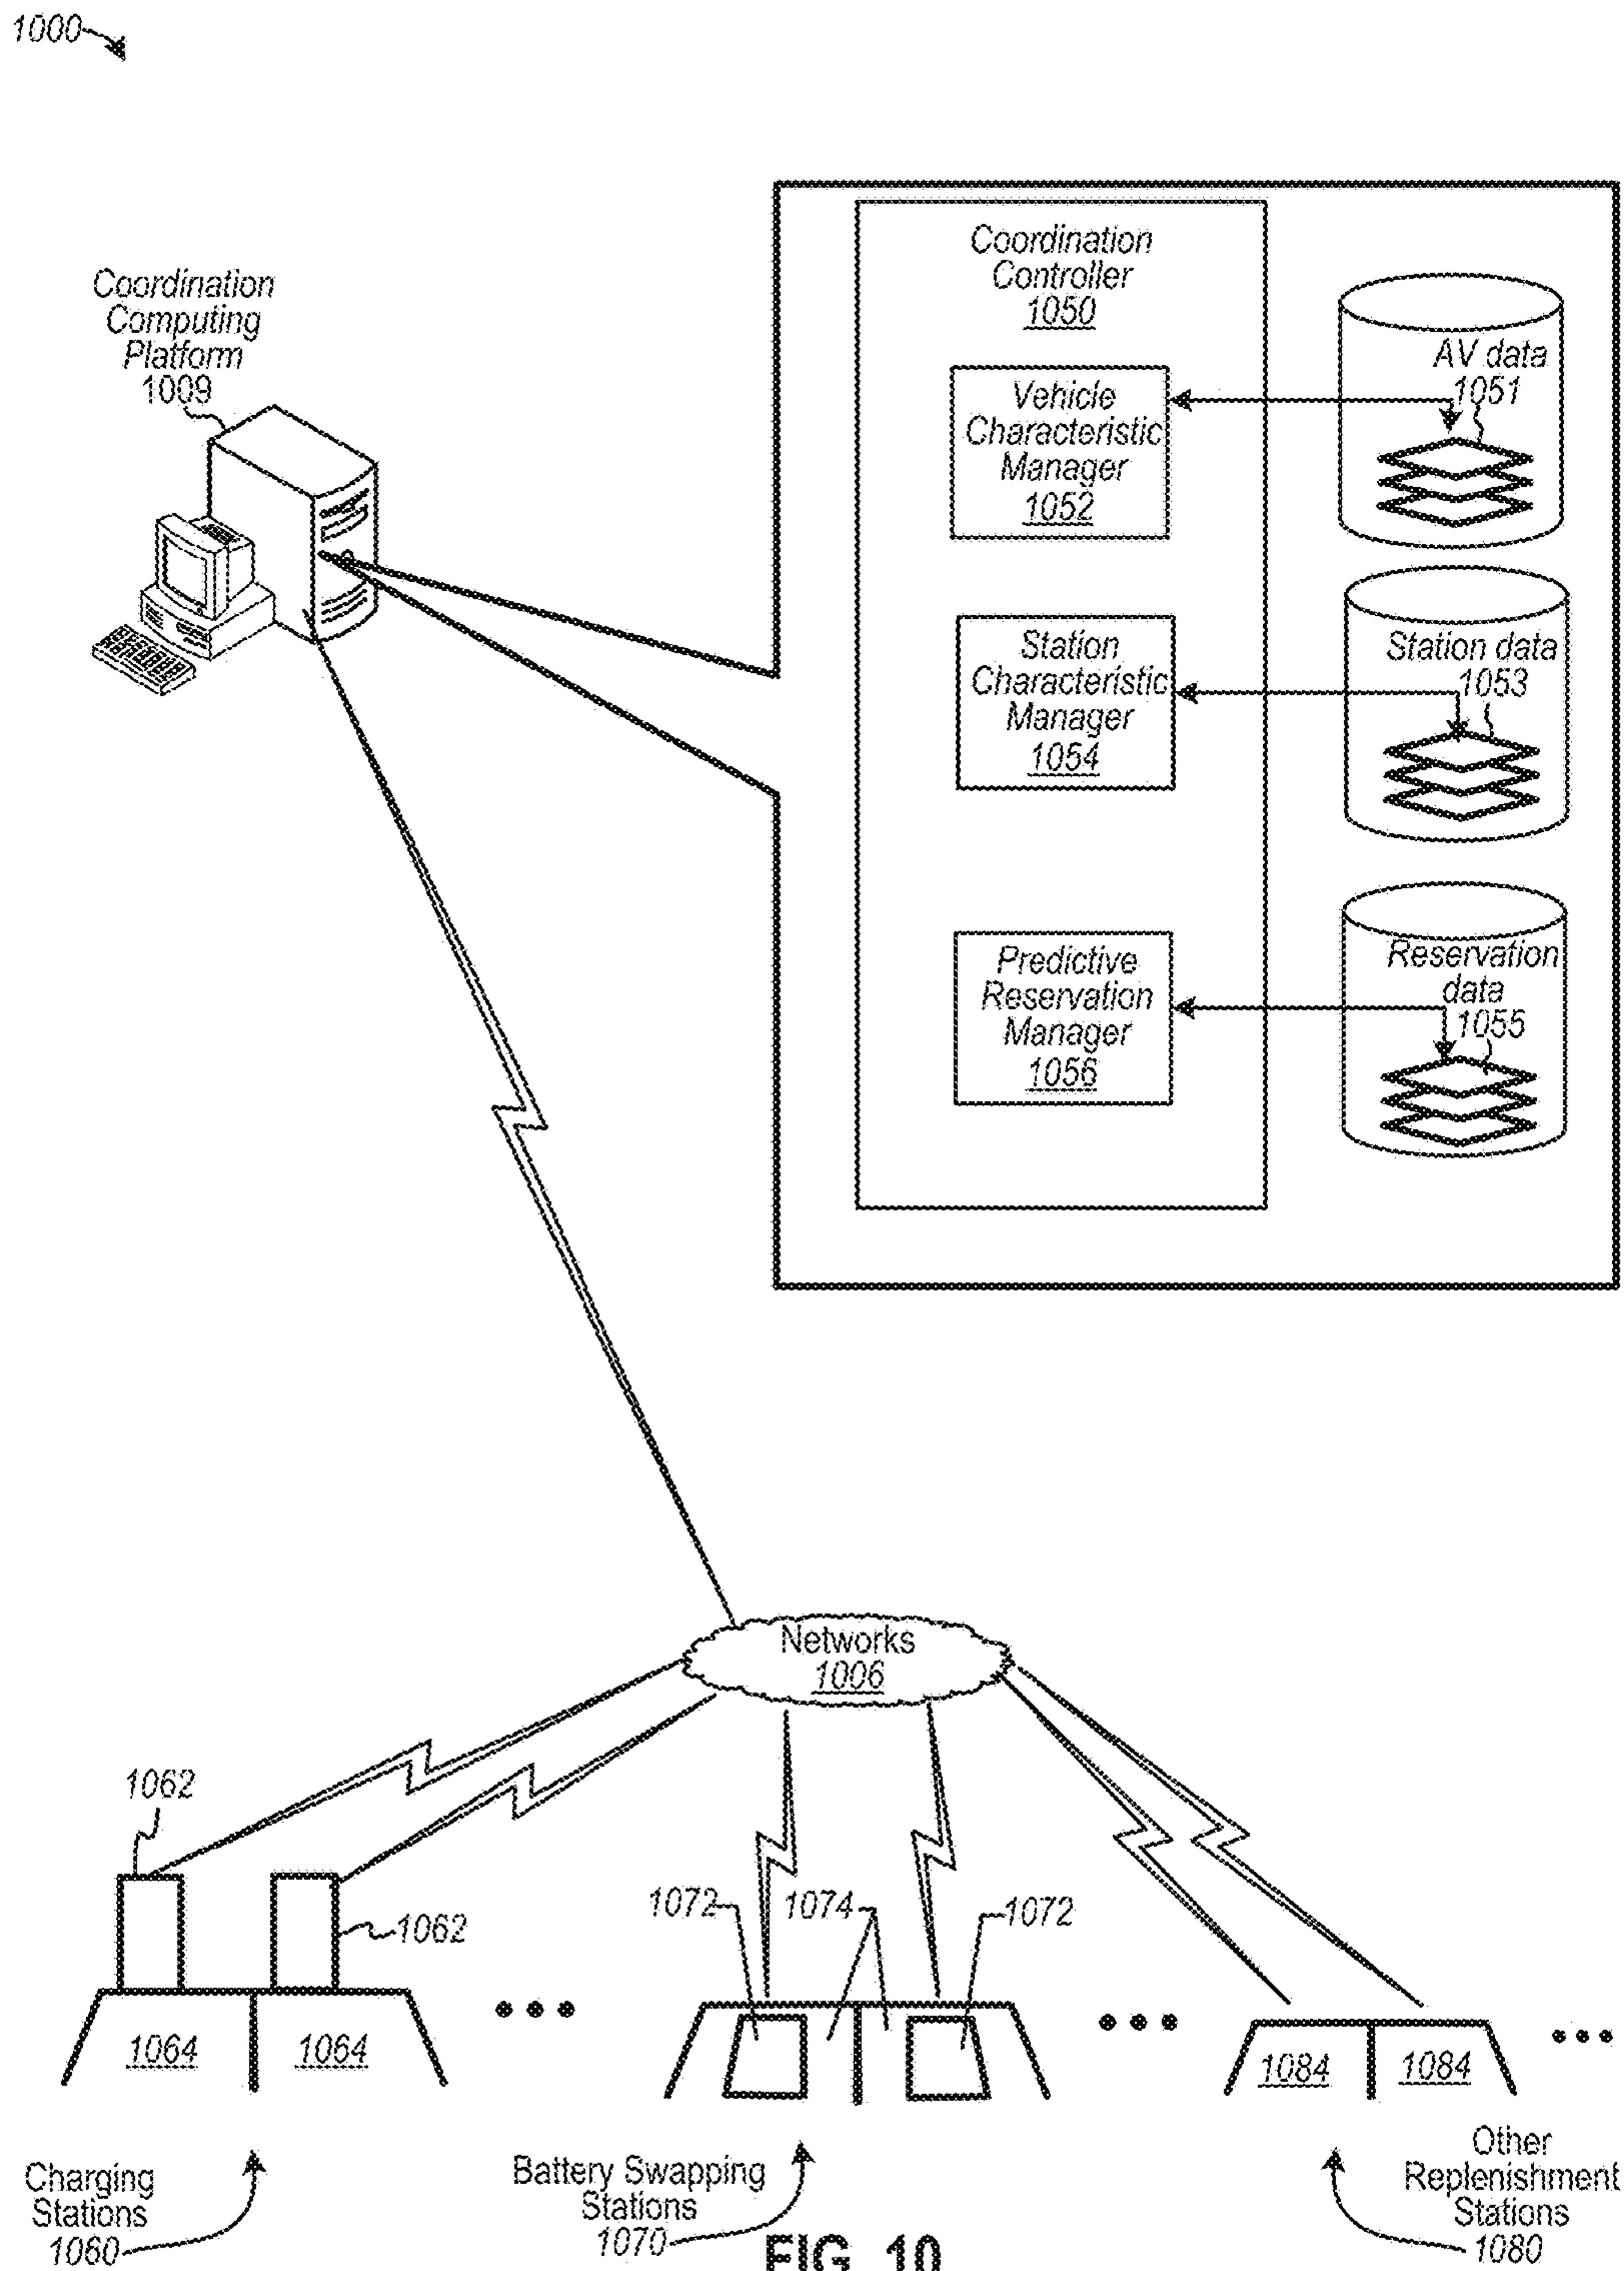 1000
Coordination
Computing
Platform
1009
Coordination
Controller
1050
Vehicle
Characteristic
Manager
1052
AV data
1051
Station
Characteristic
Manager
1054
Station data
1053
Predictive
Reservation
Manager
1056
Reservation
data
1055
Networks
1006
1062
1062
1072
1074
1072
1064
1064
1084
1084
Charging
Stations
1060
Battery Swapping
Stations
1070
Other
Replenishment
Stations
1080
FIG. 10